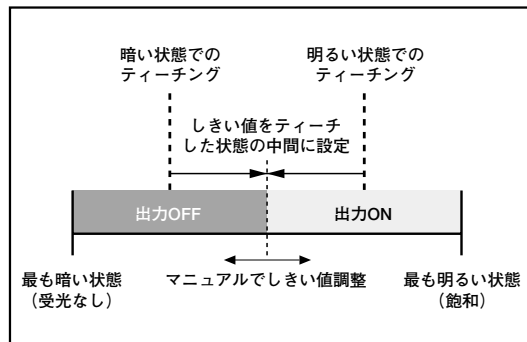 暗い状態での
ティーチング
明るい状態での
ティーチング
しきい値をティーチ
した状態の中間に設定
出力OFF
出力ON
最も暗い状態
（受光なし）
マニュアルでしきい値調整
最も明るい状態
（飽和）